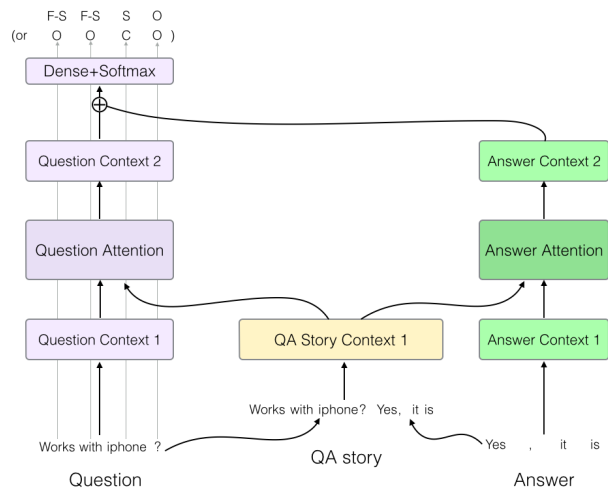 F-S F-S S O
(or O O C O )
Dense+Softmax
Question Context 2
Answer Context 2
Question Attention
Answer Attention
Question Context 1
QA Story Context 1
Answer Context 1
Works with iphone? Yes, it is
Works with iphone ?
Yes , it is
Question
QA story
Answer